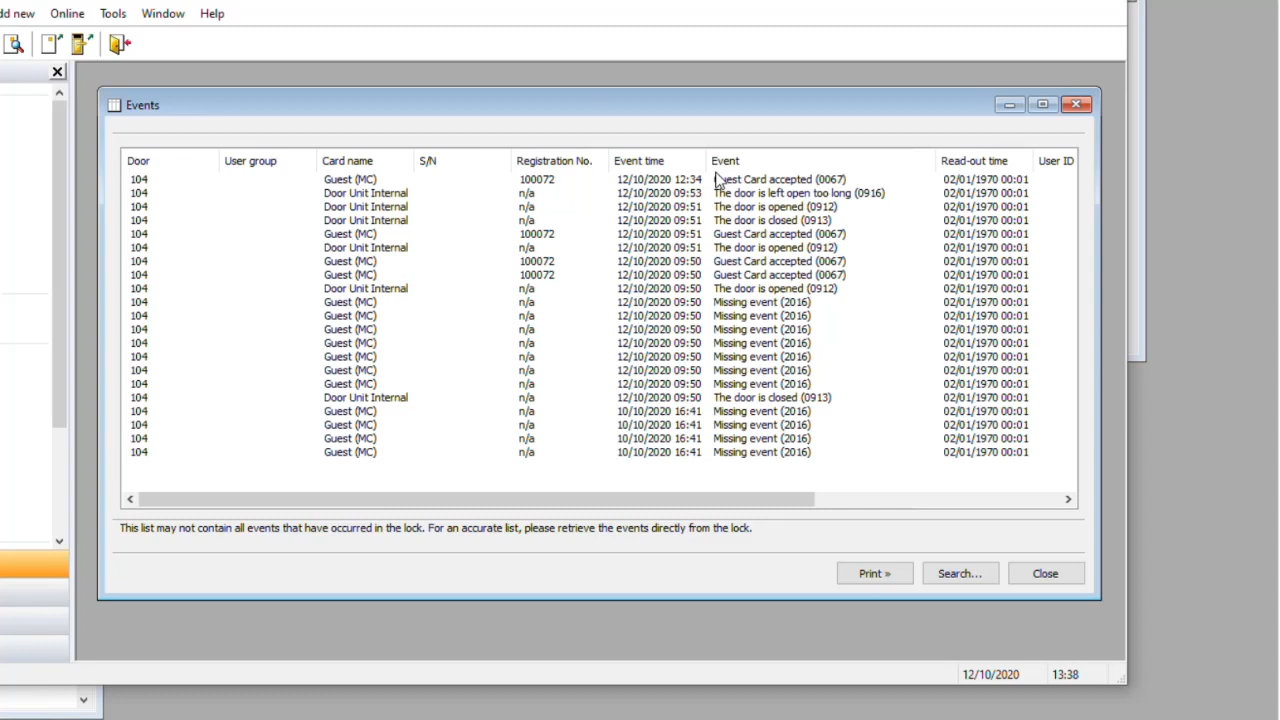 dd new Online Tools Window Help
Events
Door User group Card name S/N Registration No. Event time Event Read-out time User ID
104 Guest (MC) 100072 12/10/2020 12:34 uest Card accepted (0067) 02/01/1970 00:01
104 Door Unit Internal n/a 12/10/2020 09:53 The door is left open too long (0916) 02/01/1970 00:01
104 Door Unit Internal n/a 12/10/2020 09:51 The door is opened (0912) 02/01/1970 00:01
104 Door Unit Internal n/a 12/10/2020 09:51 The door is closed (0913) 02/01/1970 00:01
104 Guest (MC) 100072 12/10/2020 09:51 Guest Card accepted (0067) 02/01/1970 00:01
104 Door Unit Internal n/a 12/10/2020 09:51 The door is opened (0912) 02/01/1970 00:01
104 Guest (MC) 100072 12/10/2020 09:50 Guest Card accepted (0067) 02/01/1970 00:01
104 Guest (MC) 100072 12/10/2020 09:50 Guest Card accepted (0067) 02/01/1970 00:01
104 Door Unit Internal n/a 12/10/2020 09:50 The door is opened (0912) 02/01/1970 00:01
104 Guest (MC) n/a 12/10/2020 09:50 Missing event (2016) 02/01/1970 00:01
104 Guest (MC) n/a 12/10/2020 09:50 Missing event (2016) 02/01/1970 00:01
104 Guest (MC) n/a 12/10/2020 09:50 Missing event (2016) 02/01/1970 00:01
104 Guest (MC) n/a 12/10/2020 09:50 Missing event (2016) 02/01/1970 00:01
104 Guest (MC) n/a 12/10/2020 09:50 Missing event (2016) 02/01/1970 00:01
104 Guest (MC) n/a 12/10/2020 09:50 Missing event (2016) 02/01/1970 00:01
104 Guest (MC) n/a 12/10/2020 09:50 Missing event (2016) 02/01/1970 00:01
104 Door Unit Internal n/a 12/10/2020 09:50 The door is closed (0913) 02/01/1970 00:01
104 Guest (MC) n/a 10/10/2020 16:41 Missing event (2016) 02/01/1970 00:01
104 Guest (MC) n/a 10/10/2020 16:41 Missing event (2016) 02/01/1970 00:01
104 Guest (MC) n/a 10/10/2020 16:41 Missing event (2016) 02/01/1970 00:01
104 Guest (MC) n/a 10/10/2020 16:41 Missing event (2016) 02/01/1970 00:01
This list may not contain all events that have occurred in the lock. For an accurate list, please retrieve the events directly from the lock.
Print » Search... Close
12/10/2020 13:38